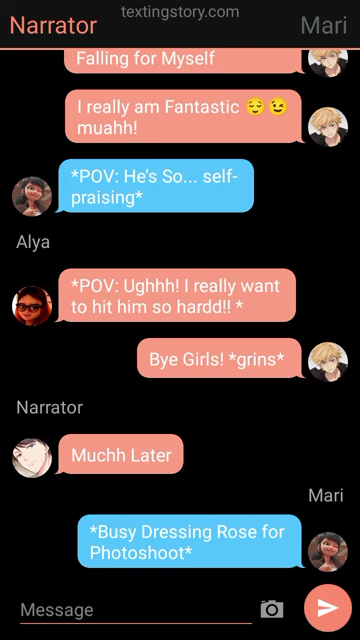 textingstory.com
Narrator
Mari
Falling for Myself
I really am Fantastic 😌😉
muahh!
*POV: He's So... self-
praising*
Alya
*POV: Ughhh! I really want
to hit him so hardd!! *
Bye Girls! *grins*
Narrator
Muchh Later
Mari
*Busy Dressing Rose for
Photoshoot*
Message